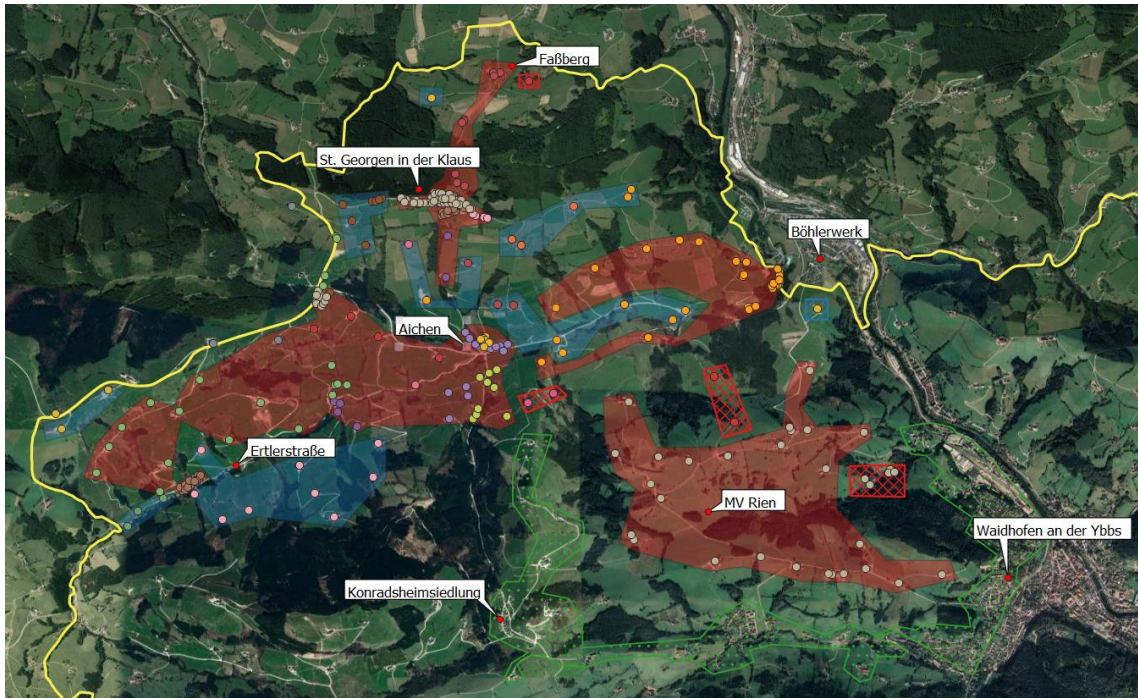 Faßberg
St. Georgen in der Klaus
Böhlerwerk
Aichen
Ertlerstraße
MV Rien
Waidhofen an der Ybbs
Konradsheimsiedlung